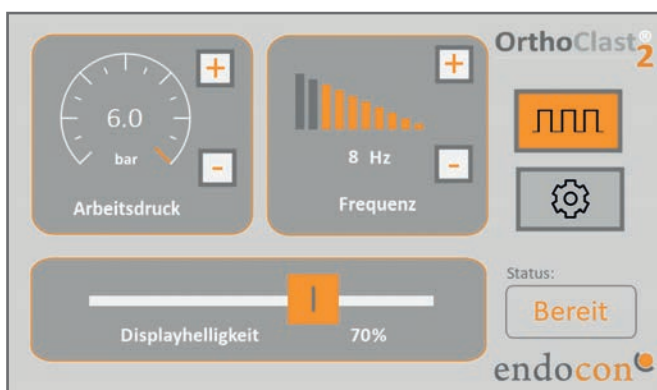 OrthoClast®
2
+
6.0
bar
-
Arbeitsdruck
+
8 Hz
-
Frequenz
Displayhelligkeit 70%
Status:
Bereit
endocon